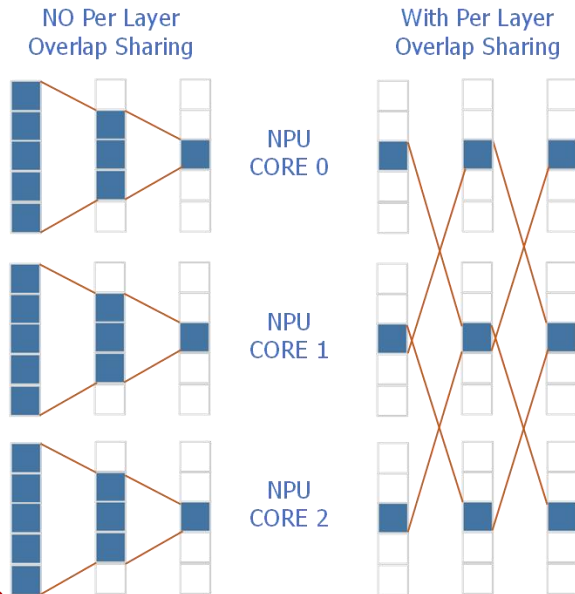 NO Per Layer
Overlap Sharing
With Per Layer
Overlap Sharing
NPU
CORE 0
NPU
CORE 1
NPU
CORE 2